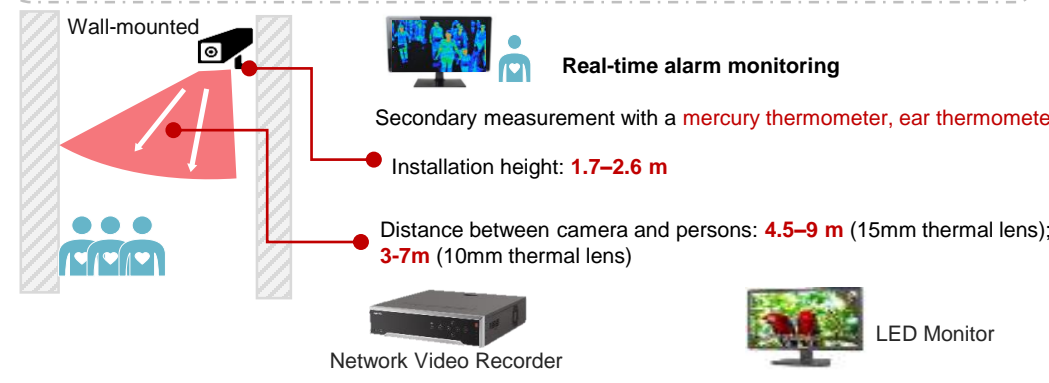 Wall-mounted
Real-time alarm monitoring
Secondary measurement with a mercury thermometer, ear thermomete
Installation height: 1.7–2.6 m
Distance between camera and persons: 4.5–9 m (15mm thermal lens);
3-7m (10mm thermal lens)
Network Video Recorder
LED Monitor